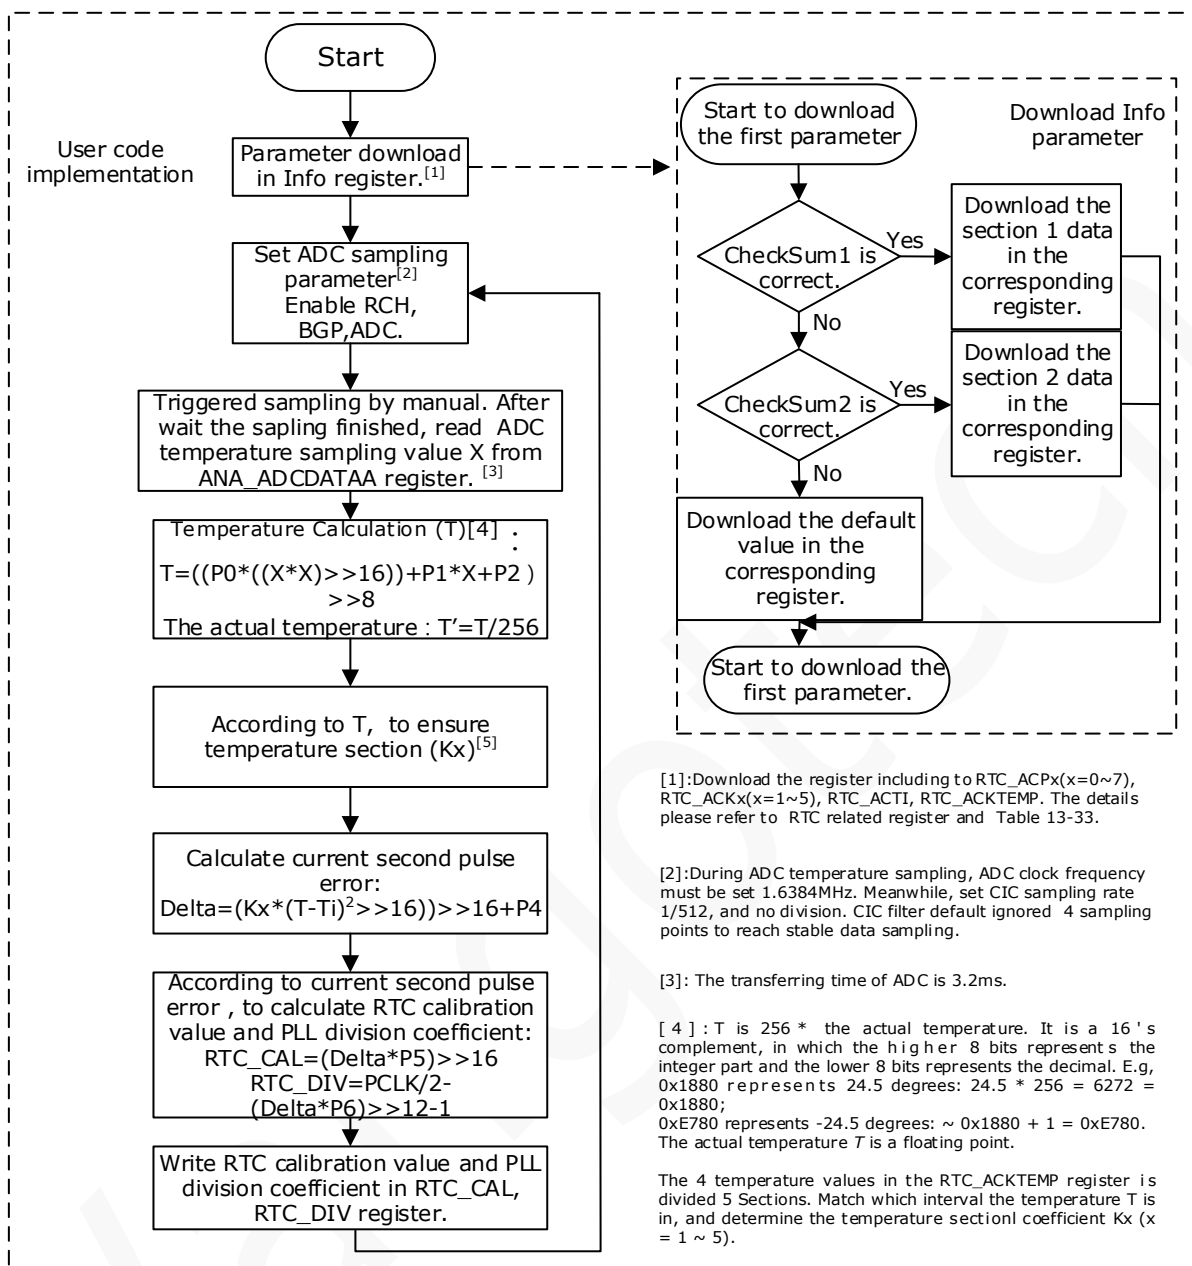 Start
User code
implementation
Parameter download
in Info register.[1]
Set ADC sampling
parameter[2]
Enable RCH,
BGP,ADC.
Triggered sampling by manual. After
wait the sapling finished, read ADC
temperature sampling value X from
ANA_ADCDATAA register. [3]
Temperature Calculation (T)[4] :
T=((P0*((X*X)>>16))+P1*X+P2 )
>>8
The actual temperature : T’=T/256
According to T, to ensure
temperature section (Kx)[5]
Calculate current second pulse
error:
Delta=(Kx*(T-Ti)²>>16))>>16+P4
According to current second pulse
error , to calculate RTC calibration
value and PLL division coefficient:
RTC_CAL=(Delta*P5)>>16
RTC_DIV=PCLK/2-
(Delta*P6)>>12-1
Write RTC calibration value and PLL
division coefficient in RTC_CAL,
RTC_DIV register.
Start to download
the first parameter
Download Info
parameter
CheckSum1 is
correct.
Yes
Download the
section 1 data
in the
corresponding
register.
No
CheckSum2 is
correct.
Yes
Download the
section 2 data
in the
corresponding
register.
No
Download the default
value in the
corresponding
register.
Start to download the
first parameter.
[1]:Download the register including to RTC_ACPx(x=0~7),
RTC_ACKx(x=1~5), RTC_ACTI, RTC_ACKTEMP. The details
please refer to RTC related register and Table 13-33.
[2]:During ADC temperature sampling, ADC clock frequency
must be set 1.6384MHz. Meanwhile, set CIC sampling rate
1/512, and no division. CIC filter default ignored 4 sampling
points to reach stable data sampling.
[3]: The transferring time of ADC is 3.2ms.
[ 4 ] : T is 256 * the actual temperature. It is a 16 ' s
complement, in which the higher 8 bits represents the
integer part and the lower 8 bits represents the decimal. E.g,
0x1880 represents 24.5 degrees: 24.5 * 256 = 6272 =
0x1880;
0xE780 represents -24.5 degrees: ~ 0x1880 + 1 = 0xE780.
The actual temperature T is a floating point.
The 4 temperature values in the RTC_ACKTEMP register is
divided 5 Sections. Match which interval the temperature T is
in, and determine the temperature sectionl coefficient Kx (x
= 1 ~ 5).